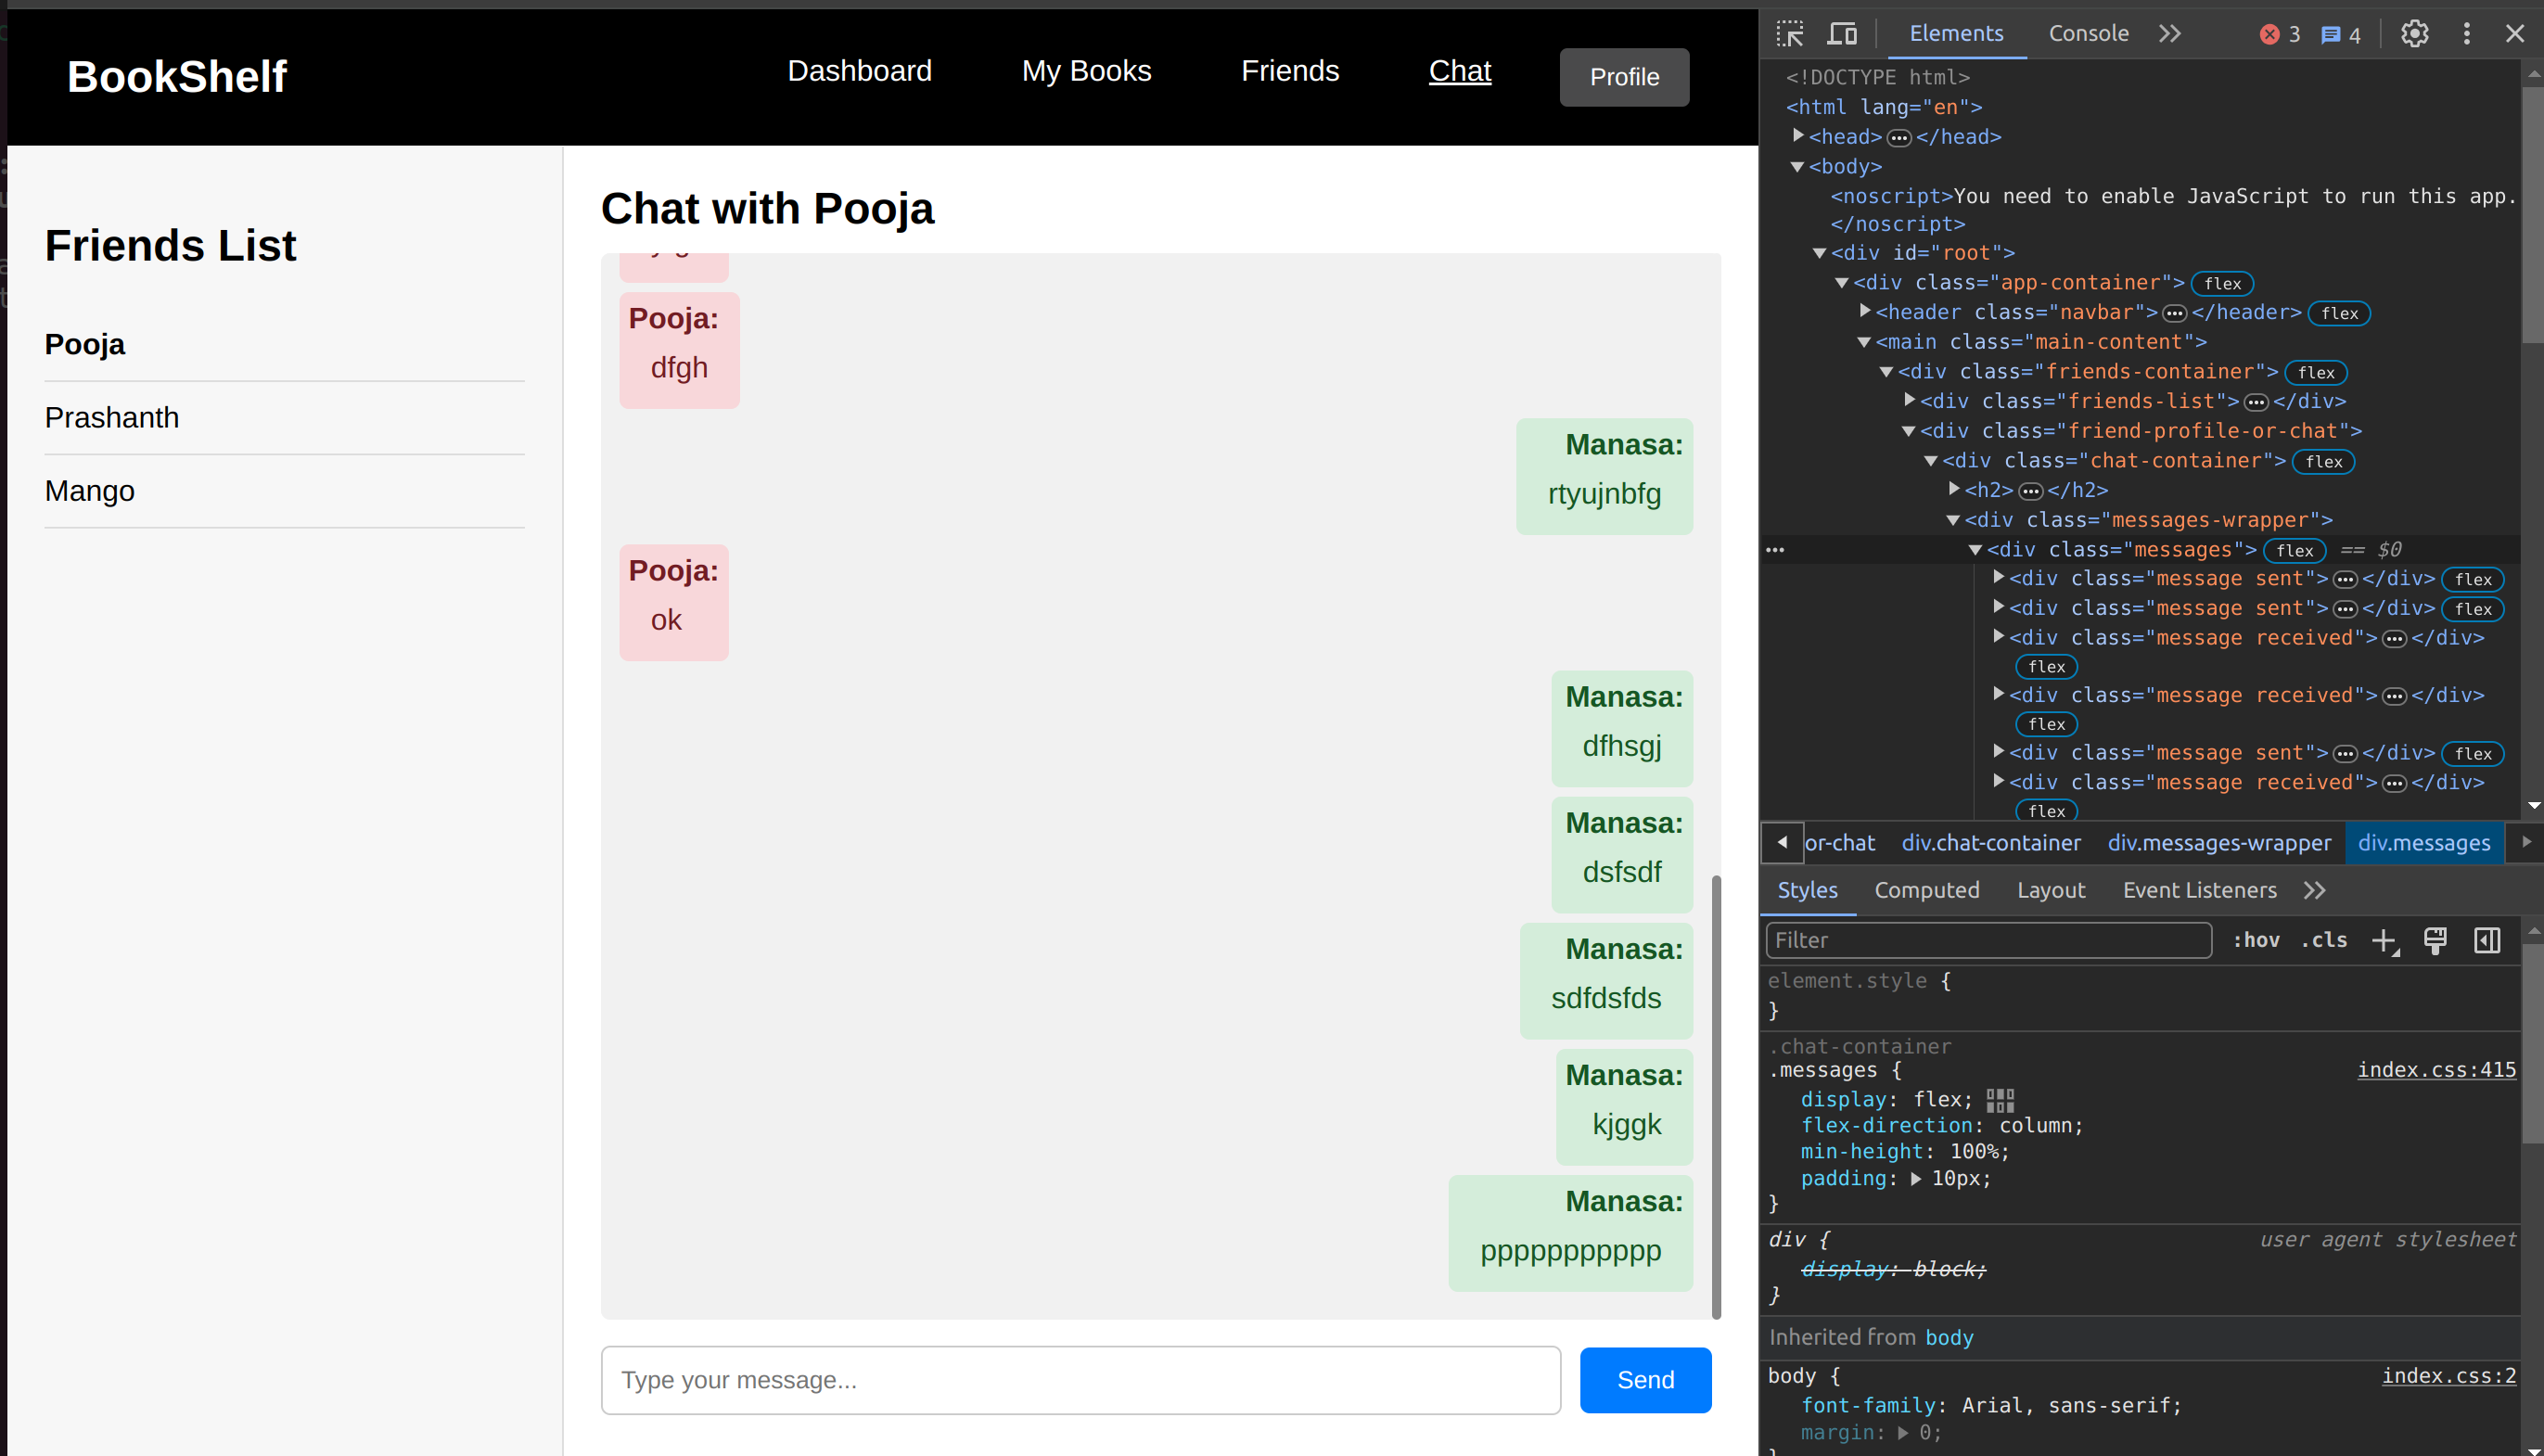 BookShelf
Dashboard
My Books
Friends
Chat
Profile
Friends List
Pooja
Prashanth
Mango
Chat with Pooja
Pooja:
dfgh
Manasa:
rtyujnbfg
Pooja:
ok
Manasa:
dfhsgj
Manasa:
dsfsdf
Manasa:
sdfdsfds
Manasa:
kjggk
Manasa:
ppppppppppp
Type your message...
Send
Elements
Console
3
4
<!DOCTYPE html>
<html lang="en">
<head> ••• </head>
<body>
<noscript>You need to enable JavaScript to run this app.
</noscript>
<div id="root">
<div class="app-container"> flex
<header class="navbar"> ••• </header> flex
<main class="main-content">
<div class="friends-container"> flex
<div class="friends-list"> ••• </div>
<div class="friend-profile-or-chat">
<div class="chat-container"> flex
<h2> ••• </h2>
<div class="messages-wrapper">
••• <div class="messages"> flex == $0
<div class="message sent"> ••• </div> flex
<div class="message sent"> ••• </div> flex
<div class="message received"> ••• </div>
flex
<div class="message received"> ••• </div>
flex
<div class="message sent"> ••• </div> flex
<div class="message received"> ••• </div>
flex
or-chat div.chat-container div.messages-wrapper div.messages
Styles Computed Layout Event Listeners
Filter :hov .cls
element.style {
}
.chat-container
.messages { index.css:415
display: flex;
flex-direction: column;
min-height: 100%;
padding: 10px;
}
div { user agent stylesheet
display: block;
}
Inherited from body
body { index.css:2
font-family: Arial, sans-serif;
margin: 0;